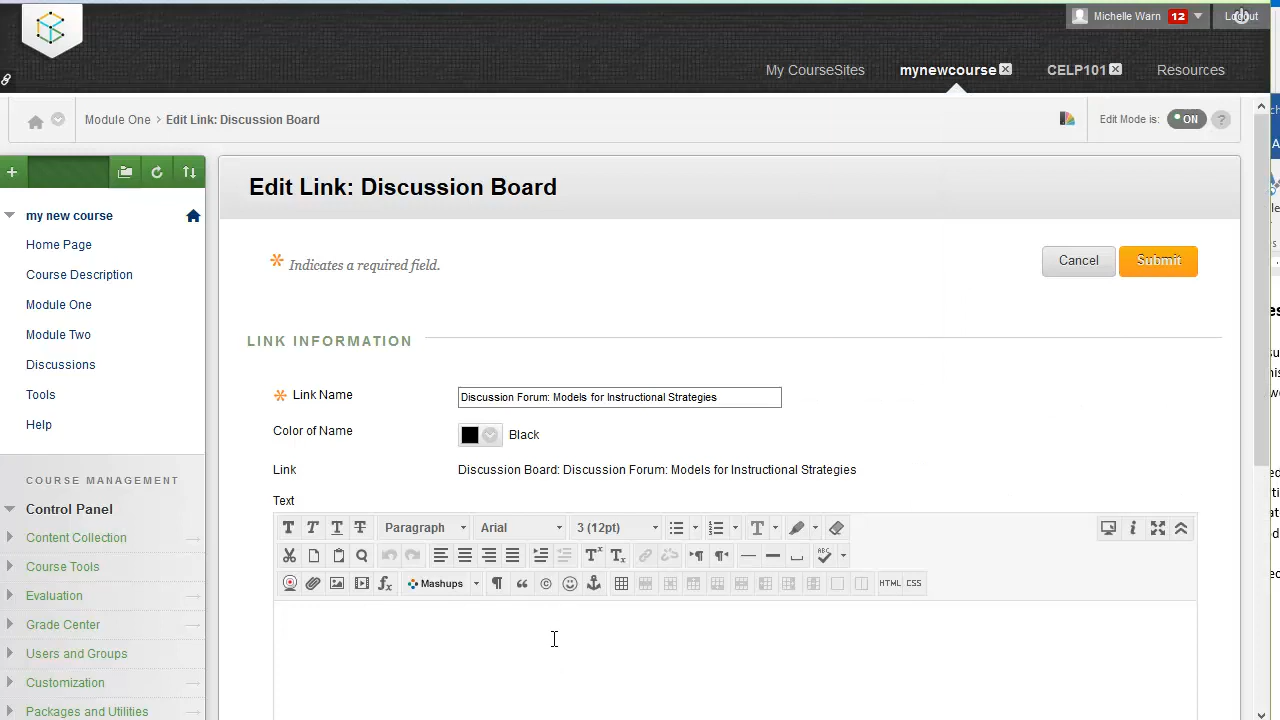 Michelle Warn 12
Logout
My CourseSites mynewcourse CELP101 Resources
Module One > Edit Link: Discussion Board
Edit Mode is: ON ?
Edit Link: Discussion Board
my new course
Home Page
Course Description
Module One
Module Two
Discussions
Tools
Help
COURSE MANAGEMENT
Control Panel
Content Collection
Course Tools
Evaluation
Grade Center
Users and Groups
Customization
Packages and Utilities
Indicates a required field.
Cancel Submit
LINK INFORMATION
Link Name Discussion Forum: Models for Instructional Strategies
Color of Name Black
Link Discussion Board: Discussion Forum: Models for Instructional Strategies
Text
T T T T Paragraph Arial 3 (12pt) T
T× T× ABC
Mashups HTML CSS